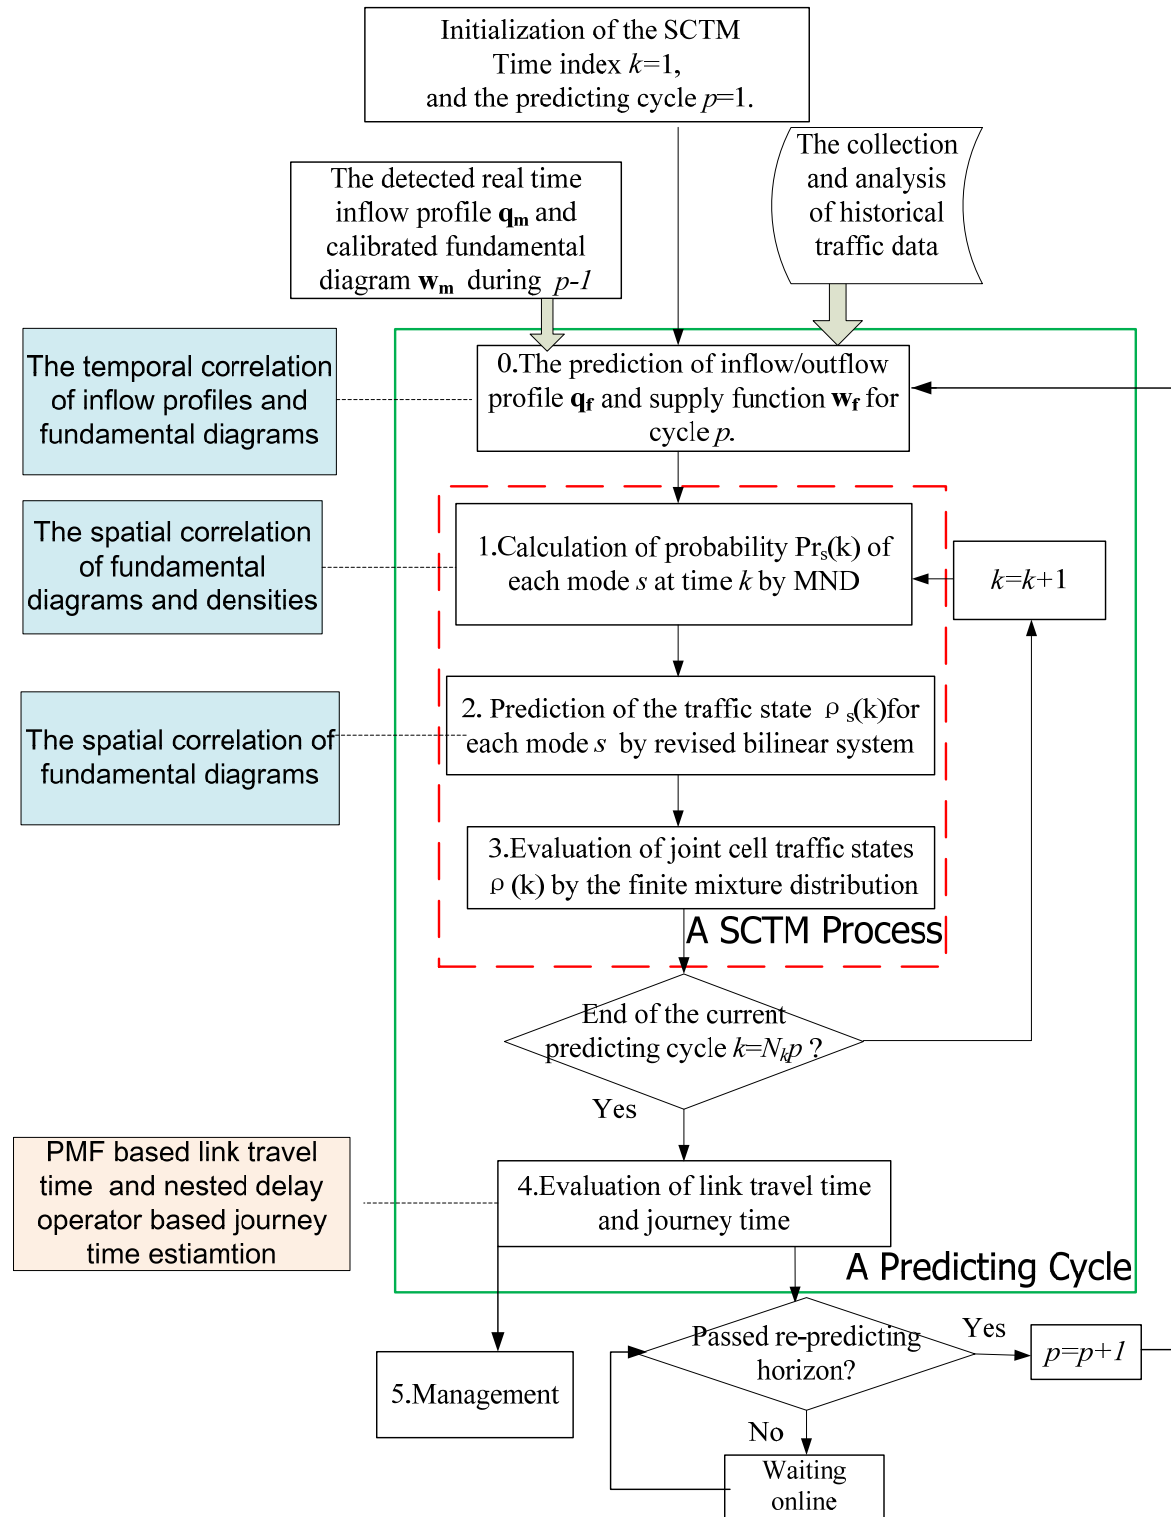 Initialization of the SCTM
Time index k=1,
and the predicting cycle p=1.
The detected real time
inflow profile qm and
calibrated fundamental
diagram wm during p-1
The collection
and analysis
of historical
traffic data
The temporal correlation
of inflow profiles and
fundamental diagrams
0.The prediction of inflow/outflow
profile qf and supply function wf for
cycle p.
The spatial correlation
of fundamental
diagrams and densities
1.Calculation of probability Prs(k) of
each mode s at time k by MND
k=k+1
The spatial correlation of
fundamental diagrams
2. Prediction of the traffic state ρs(k)for
each mode s by revised bilinear system
3.Evaluation of joint cell traffic states
ρ(k) by the finite mixture distribution
A SCTM Process
End of the current
predicting cycle k=Nkp ?
Yes
PMF based link travel
time and nested delay
operator based journey
time estiamtion
4.Evaluation of link travel time
and journey time
A Predicting Cycle
Passed re-predicting
horizon?
Yes
p=p+1
5.Management
No
Waiting
online